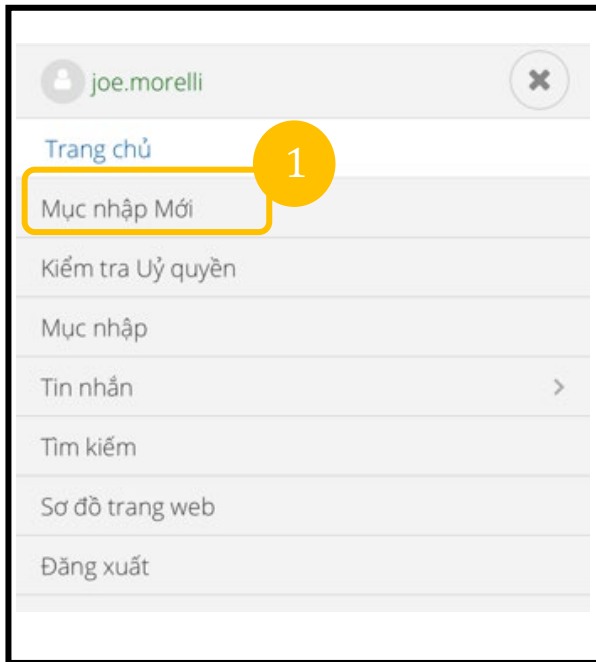 joe.morelli
Trang chủ
1
Mục nhập Mới
Kiểm tra Uỷ quyền
Mục nhập
Tin nhắn
Tìm kiếm
Sơ đồ trang web
Đăng xuất